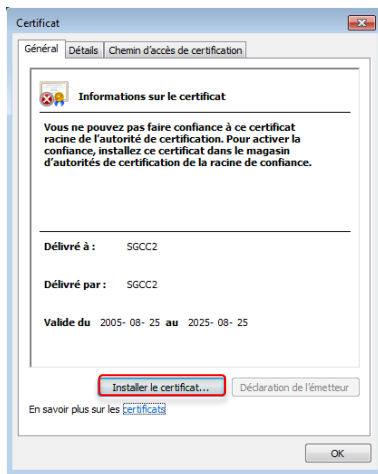 Certificat
Général Détails Chemin d'accès de certification
Informations sur le certificat
Vous ne pouvez pas faire confiance à ce certificat
racine de l'autorité de certification. Pour activer la
confiance, installez ce certificat dans le magasin
d'autorités de certification de la racine de confiance.
Délivré à : SGCC2
Délivré par : SGCC2
Valide du 2005- 08- 25 au 2025- 08- 25
Installer le certificat... Déclaration de l'émetteur
En savoir plus sur les certificats
OK